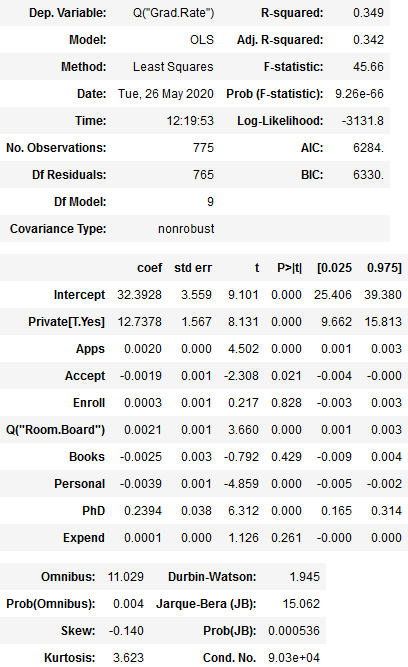 Dep. Variable: Q("Grad.Rate") R-squared: 0.349
Model: OLS Adj. R-squared: 0.342
Method: Least Squares F-statistic: 45.66
Date: Tue, 26 May 2020 Prob (F-statistic): 9.26e-66
Time: 12:19:53 Log-Likelihood: -3131.8
No. Observations: 775 AIC: 6284.
Df Residuals: 765 BIC: 6330.
Df Model: 9
Covariance Type: nonrobust
coef std err t P>|t| [0.025 0.975]
Intercept 32.3928 3.559 9.101 0.000 25.406 39.380
Private[T.Yes] 12.7378 1.567 8.131 0.000 9.662 15.813
Apps 0.0020 0.000 4.502 0.000 0.001 0.003
Accept -0.0019 0.001 -2.308 0.021 -0.004 -0.000
Enroll 0.0003 0.001 0.217 0.828 -0.003 0.003
Q("Room.Board") 0.0021 0.001 3.660 0.000 0.001 0.003
Books -0.0025 0.003 -0.792 0.429 -0.009 0.004
Personal -0.0039 0.001 -4.859 0.000 -0.005 -0.002
PhD 0.2394 0.038 6.312 0.000 0.165 0.314
Expend 0.0001 0.000 1.126 0.261 -0.000 0.000
Omnibus: 11.029 Durbin-Watson: 1.945
Prob(Omnibus): 0.004 Jarque-Bera (JB): 15.062
Skew: -0.140 Prob(JB): 0.000536
Kurtosis: 3.623 Cond. No. 9.03e+04